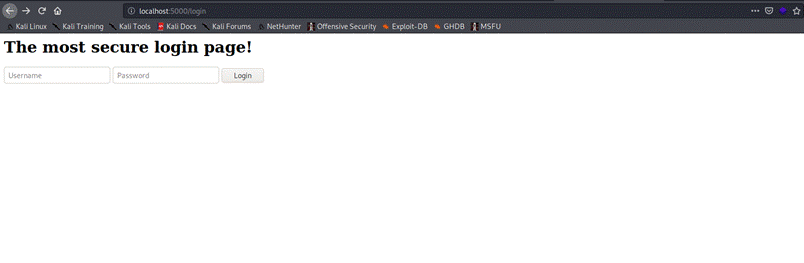 localhost:5000/login
Kali Linux Kali Training Kali Tools Kali Docs Kali Forums NetHunter Offensive Security Exploit-DB GHDB MSFU
The most secure login page!
Username Password Login